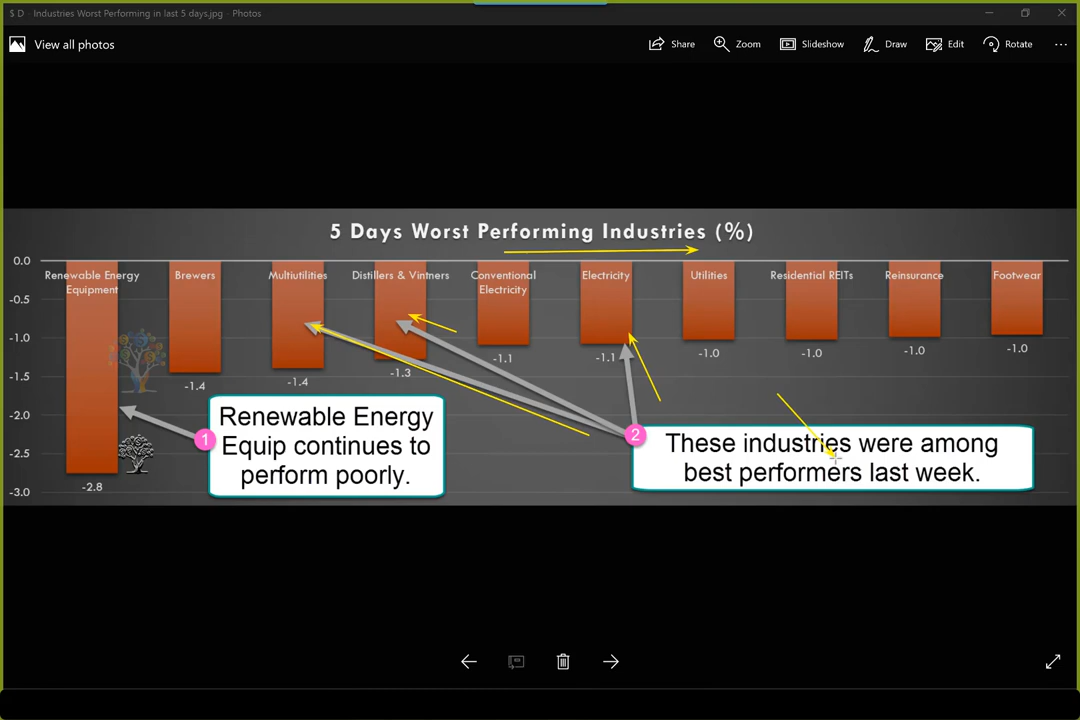 $ D - Industries Worst Performing in last 5 days.jpg - Photos
View all photos
Share
Zoom
Slideshow
Draw
Edit
Rotate
5 Days Worst Performing Industries (%)
0.0
-0.5
-1.0
-1.5
-2.0
-2.5
-3.0
Renewable Energy
Equipment
Brewers
Multiutilities
Distillers & Vintners
Conventional
Electricity
Electricity
Utilities
Residential REITs
Reinsurance
Footwear
-2.8
-1.4
-1.4
-1.3
-1.1
-1.1
-1.0
-1.0
-1.0
-1.0
1
Renewable Energy
Equip continues to
perform poorly.
2
These industries were among
best performers last week.